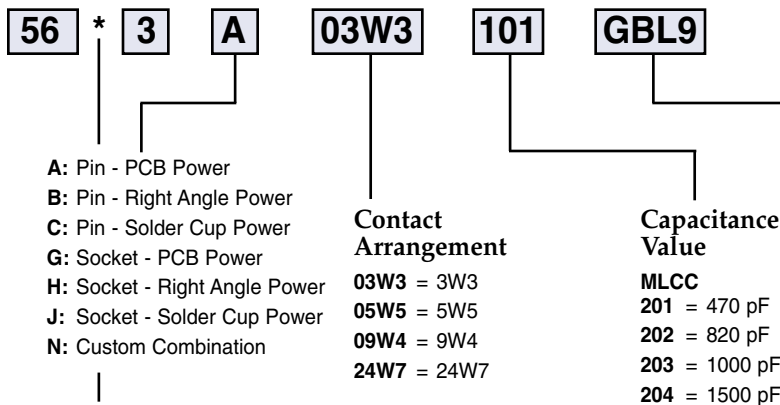 56 * 3 A 03W3 101 GBL9
A: Pin - PCB Power
B: Pin - Right Angle Power
C: Pin - Solder Cup Power
G: Socket - PCB Power
H: Socket - Right Angle Power
J: Socket - Solder Cup Power
N: Custom Combination
Contact
Arrangement
03W3 = 3W3
05W5 = 5W5
09W4 = 9W4
24W7 = 24W7
Capacitance
Value
MLCC
201 = 470 pF
202 = 820 pF
203 = 1000 pF
204 = 1500 pF